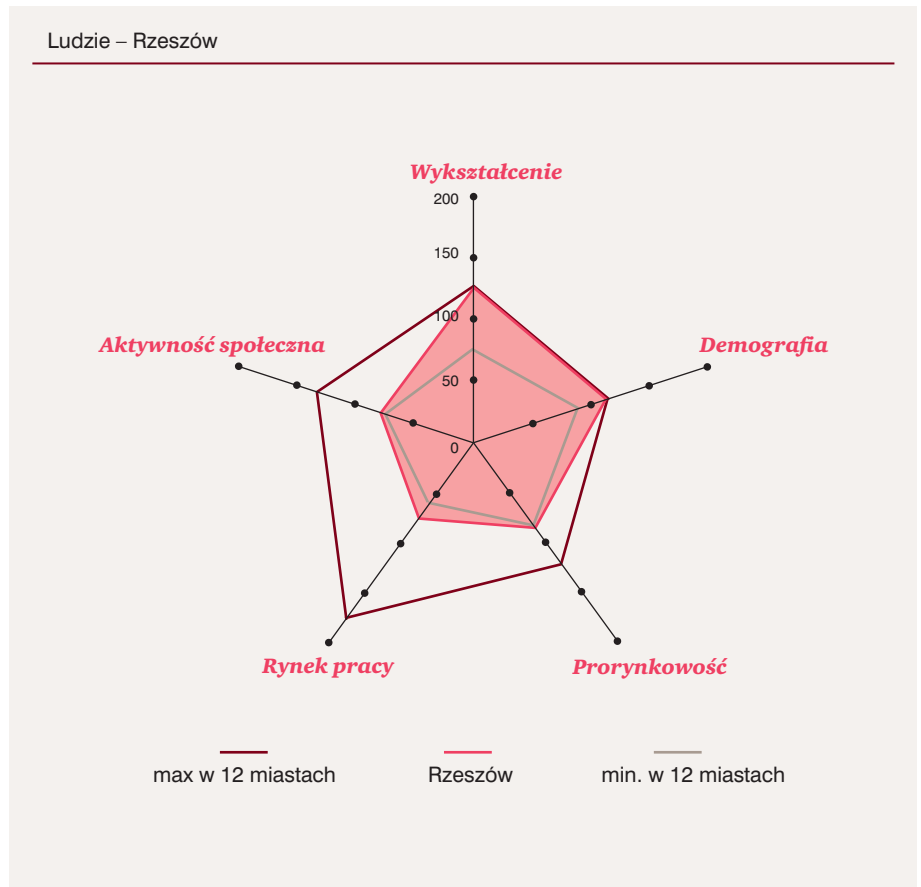 Ludzie – Rzeszów
Wykształcenie
200
150
100
50
0
Aktywność społeczna
Demografia
Rynek pracy
Prorynkowość
max w 12 miastach
Rzeszów
min. w 12 miastach